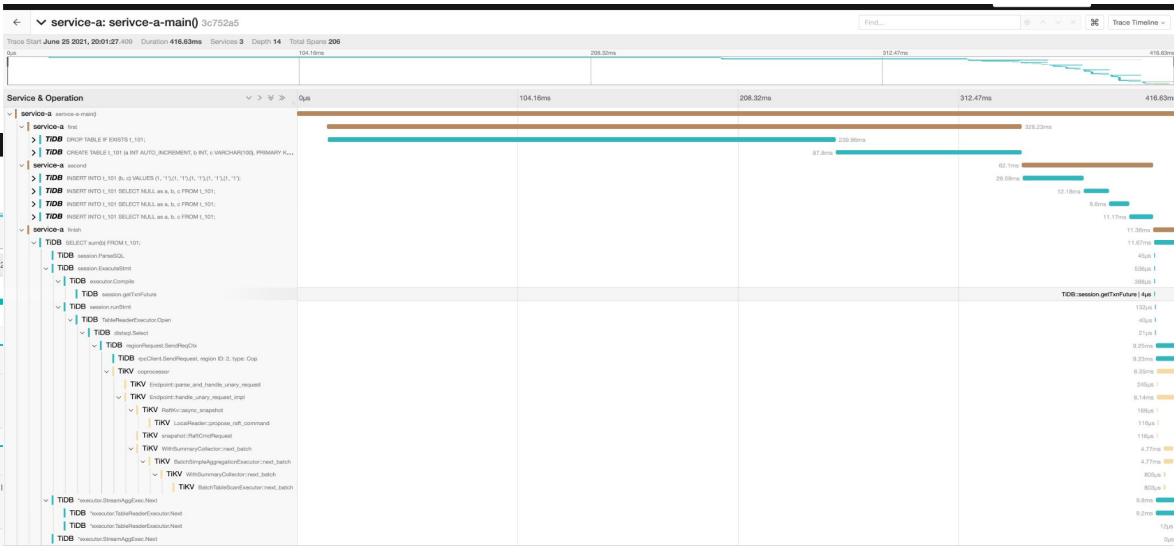 service-a: serivce-a-main() 3c752a5
Find...
Trace Timeline
Trace Start June 25 2021, 20:01:27.409 Duration 416.63ms Services 3 Depth 14 Total Spans 206
0μs 104.16ms 208.32ms 312.47ms 416.63ms
Service & Operation 0μs 104.16ms 208.32ms 312.47ms 416.63ms
service-a serivce-a-main()
service-a first 328.23ms
TiDB DROP TABLE IF EXISTS t_101; 239.96ms
TiDB CREATE TABLE t_101 (a INT AUTO_INCREMENT, b INT, c VARCHAR(100), PRIMARY K... 87.8ms
service-a second 62.1ms
TiDB INSERT INTO t_101 (b, c) VALUES (1, '1'),(1, '1'),(1, '1'),(1, '1'),(1, '1'); 28.59ms
TiDB INSERT INTO t_101 SELECT NULL as a, b, c FROM t_101; 12.18ms
TiDB INSERT INTO t_101 SELECT NULL as a, b, c FROM t_101; 9.8ms
TiDB INSERT INTO t_101 SELECT NULL as a, b, c FROM t_101; 11.17ms
service-a finish 11.36ms
TiDB SELECT sum(b) FROM t_101; 11.67ms
TiDB session.ParseSQL 45μs
TiDB session.ExecuteStmt 536μs
TiDB executor.Compile 398μs
TiDB session.getTxnFuture TiDB::session.getTxnFuture | 4μs
TiDB session.runStmt 132μs
TiDB TableReaderExecutor.Open 40μs
TiDB distsql.Select 21μs
TiDB regionRequest.SendReqCtx 9.25ms
TiDB rpcClient.SendRequest, region ID: 2, type: Cop 9.23ms
TiKV coprocessor 8.35ms
TiKV Endpoint::parse_and_handle_unary_request 245μs
TiKV Endpoint::handle_unary_request_impl 8.14ms
TiKV RaftKv::async_snapshot 168μs
TiKV LocalReader::propose_raft_command 116μs
TiKV snapshot::RaftCmdRequest 116μs
TiKV WithSummaryCollector::next_batch 4.77ms
TiKV BatchSimpleAggregationExecutor::next_batch 4.77ms
TiKV WithSummaryCollector::next_batch 805μs
TiKV BatchTableScanExecutor::next_batch 803μs
TiDB *executor.StreamAggExec.Next 9.8ms
TiDB *executor.TableReaderExecutor.Next 9.2ms
TiDB *executor.TableReaderExecutor.Next 12μs
TiDB *executor.StreamAggExec.Next 0μs